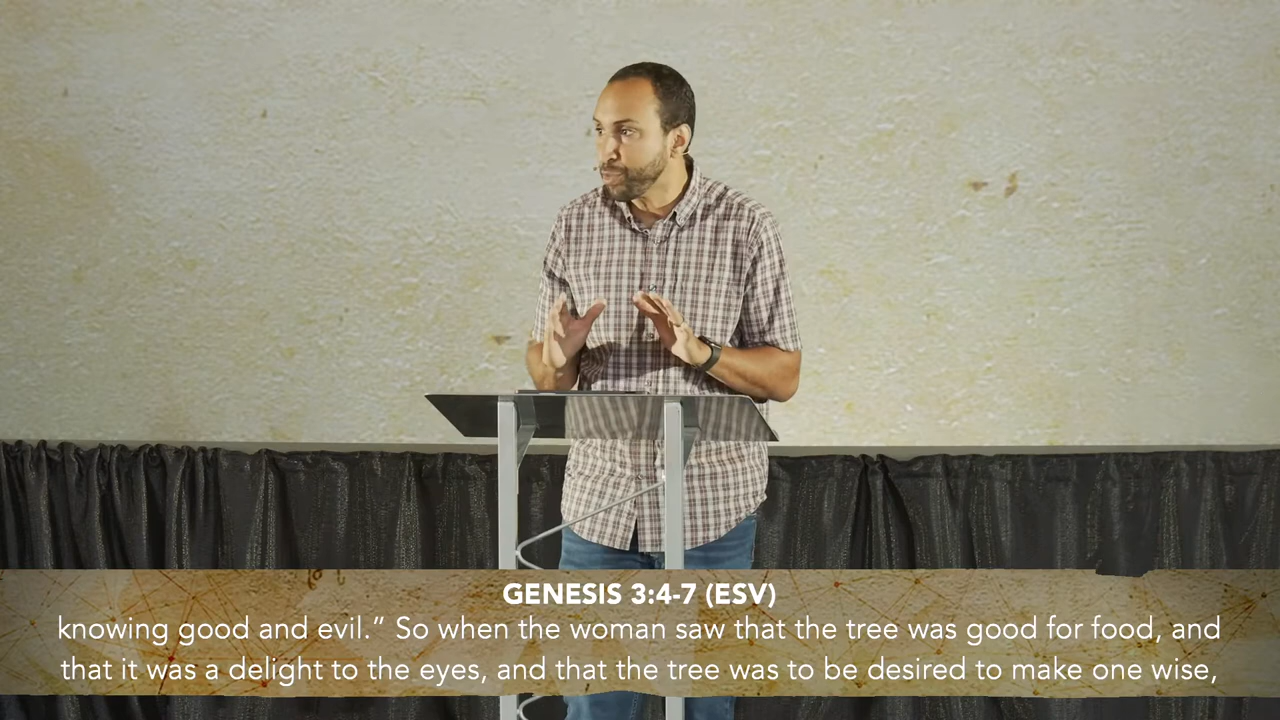 GENESIS 3:4-7 (ESV)
knowing good and evil.” So when the woman saw that the tree was good for food, and
that it was a delight to the eyes, and that the tree was to be desired to make one wise,